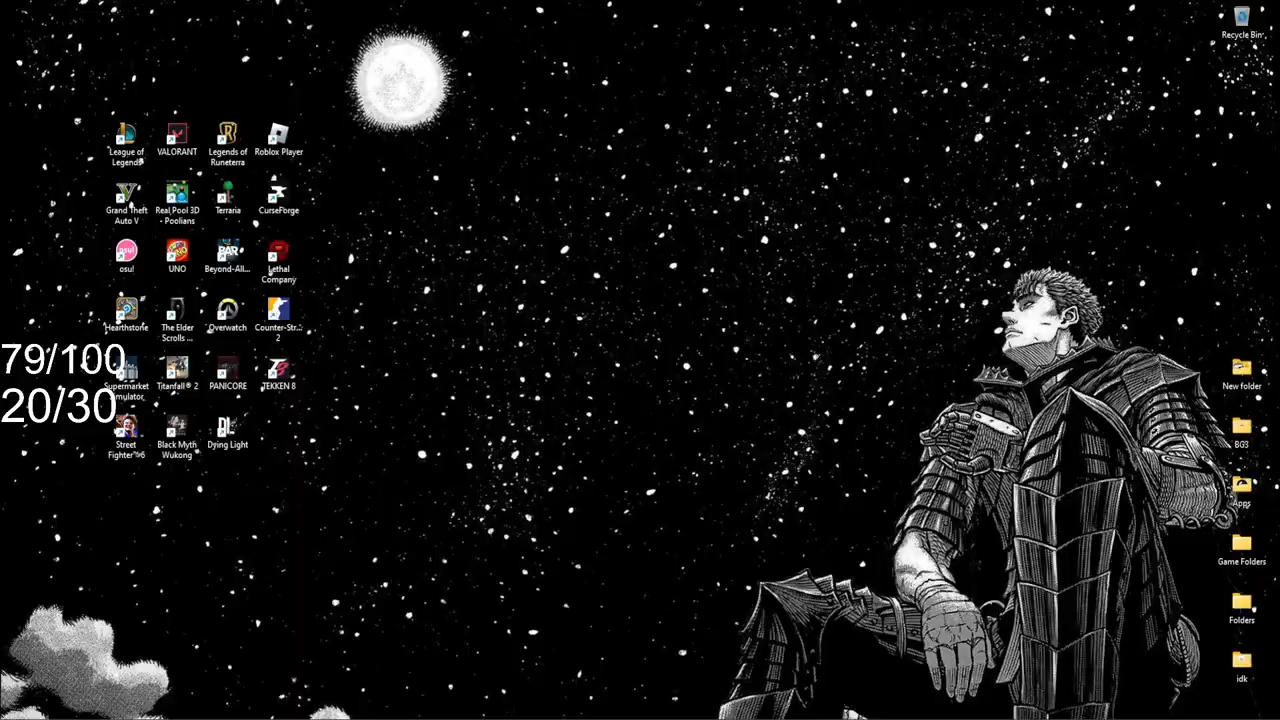 Recycle Bin
League of
Legends
VALORANT
Legends of
Runeterra
Roblox Player
Grand Theft
Auto V
Real Pool 3D
- Poolians
Terraria
CurseForge
osu!
UNO
Beyond-All...
Lethal
Company
Hearthstone
The Elder
Scrolls ...
Overwatch
Counter-Str...
2
79/100
Supermarket
Titanfall® 2
PANICORE
TEKKEN 8
20/30
Street
Fighter™ 6
Black Myth
Wukong
Dying Light
New folder
BG3
Apps
Game Folders
Folders
idk